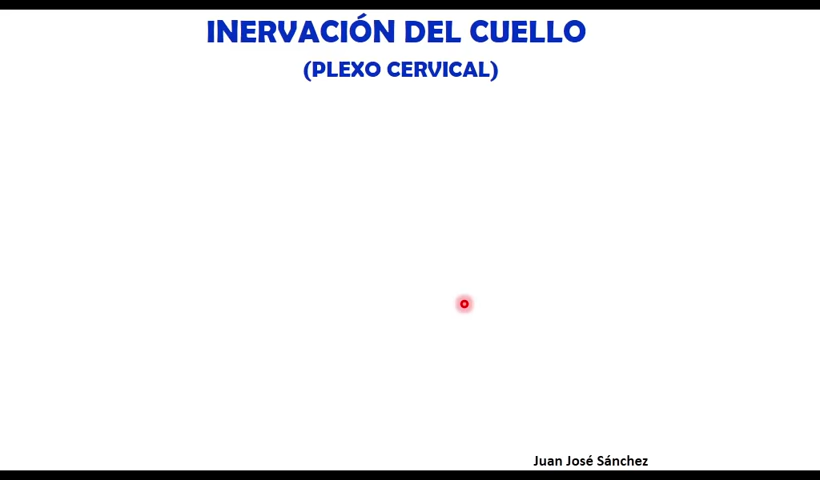 INERVACIÓN DEL CUELLO
(PLEXO CERVICAL)
Juan José Sánchez